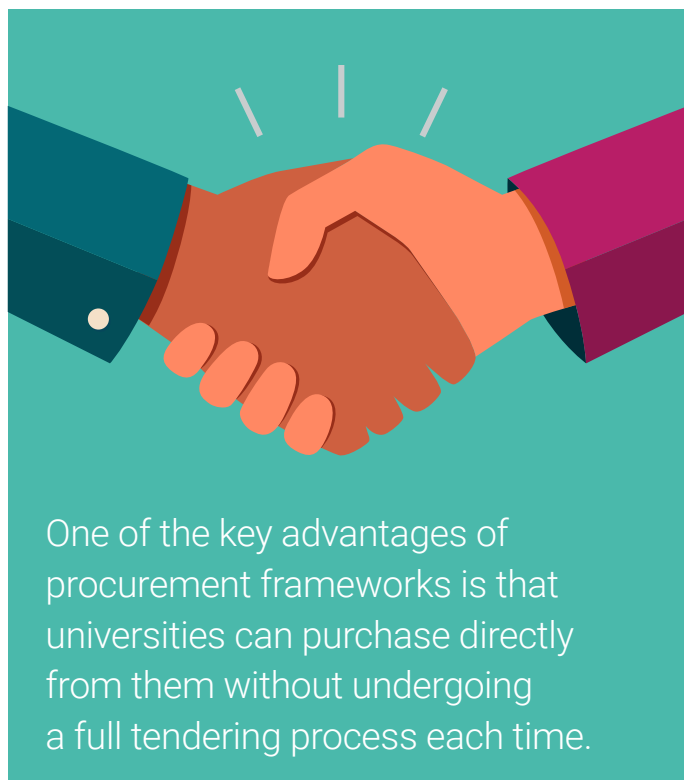 One of the key advantages of
procurement frameworks is that
universities can purchase directly
from them without undergoing
a full tendering process each time.